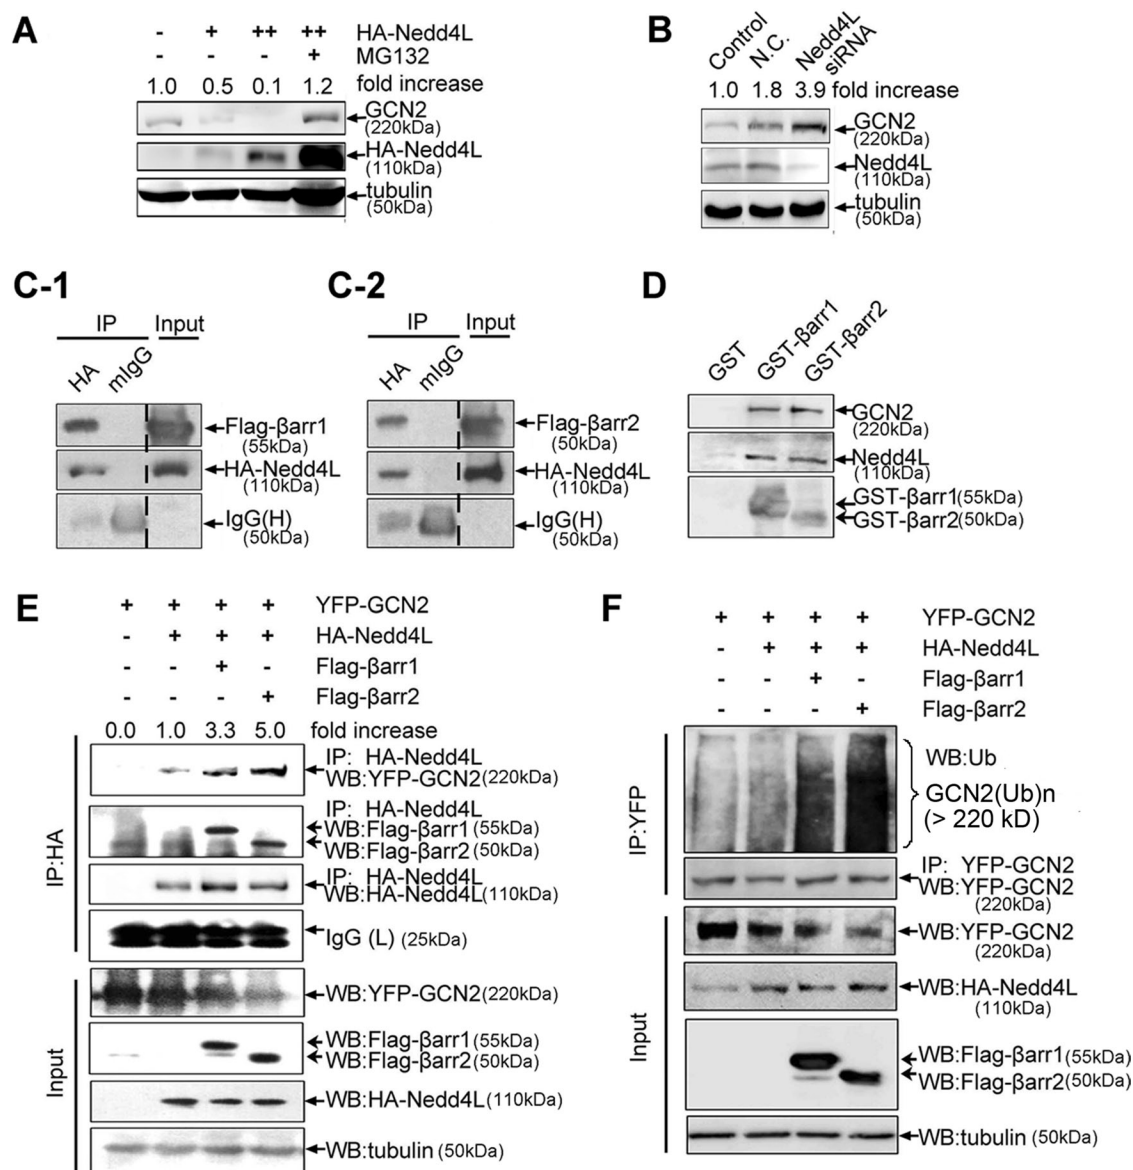 A
- + ++ ++ HA-Nedd4L
- - - + MG132
1.0 0.5 0.1 1.2 fold increase
GCN2
(220kDa)
HA-Nedd4L
(110kDa)
tubulin
(50kDa)
B
Control
N.C.
Nedd4L
siRNA
1.0 1.8 3.9 fold increase
GCN2
(220kDa)
Nedd4L
(110kDa)
tubulin
(50kDa)
C-1
IP Input
HA mIgG
Flag-βarr1
(55kDa)
HA-Nedd4L
(110kDa)
IgG(H)
(50kDa)
C-2
IP Input
HA mIgG
Flag-βarr2
(50kDa)
HA-Nedd4L
(110kDa)
IgG(H)
(50kDa)
D
GST
GST-βarr1
GST-βarr2
GCN2
(220kDa)
Nedd4L
(110kDa)
GST-βarr1(55kDa)
GST-βarr2(50kDa)
E
+ + + + YFP-GCN2
- + + + HA-Nedd4L
- - + Flag-βarr1
- - - + Flag-βarr2
0.0 1.0 3.3 5.0 fold increase
IP:HA
IP: HA-Nedd4L
WB:YFP-GCN2(220kDa)
IP: HA-Nedd4L
WB:Flag-βarr1(55kDa)
WB:Flag-βarr2(50kDa)
IP: HA-Nedd4L
WB:HA-Nedd4L(110kDa)
IgG (L) (25kDa)
Input
WB:YFP-GCN2(220kDa)
WB:Flag-βarr1(55kDa)
WB:Flag-βarr2(50kDa)
WB:HA-Nedd4L(110kDa)
WB:tubulin (50kDa)
F
+ + + + YFP-GCN2
- + + + HA-Nedd4L
- - + Flag-βarr1
- - - + Flag-βarr2
IP:YFP
WB:Ub
GCN2(Ub)n
(> 220 kD)
IP: YFP-GCN2
WB:YFP-GCN2
(220kDa)
Input
WB:YFP-GCN2
(220kDa)
WB:HA-Nedd4L
(110kDa)
WB:Flag-βarr1(55kDa)
WB:Flag-βarr2(50kDa)
WB:tubulin (50kDa)